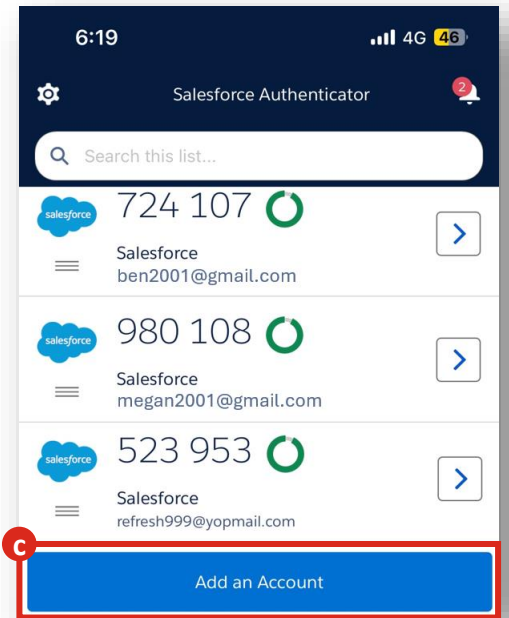 6:19 4G 46
Salesforce Authenticator 2
Search this list...
salesforce 724 107
Salesforce
ben2001@gmail.com
salesforce 980 108
Salesforce
megan2001@gmail.com
salesforce 523 953
Salesforce
refresh999@yopmail.com
c
Add an Account